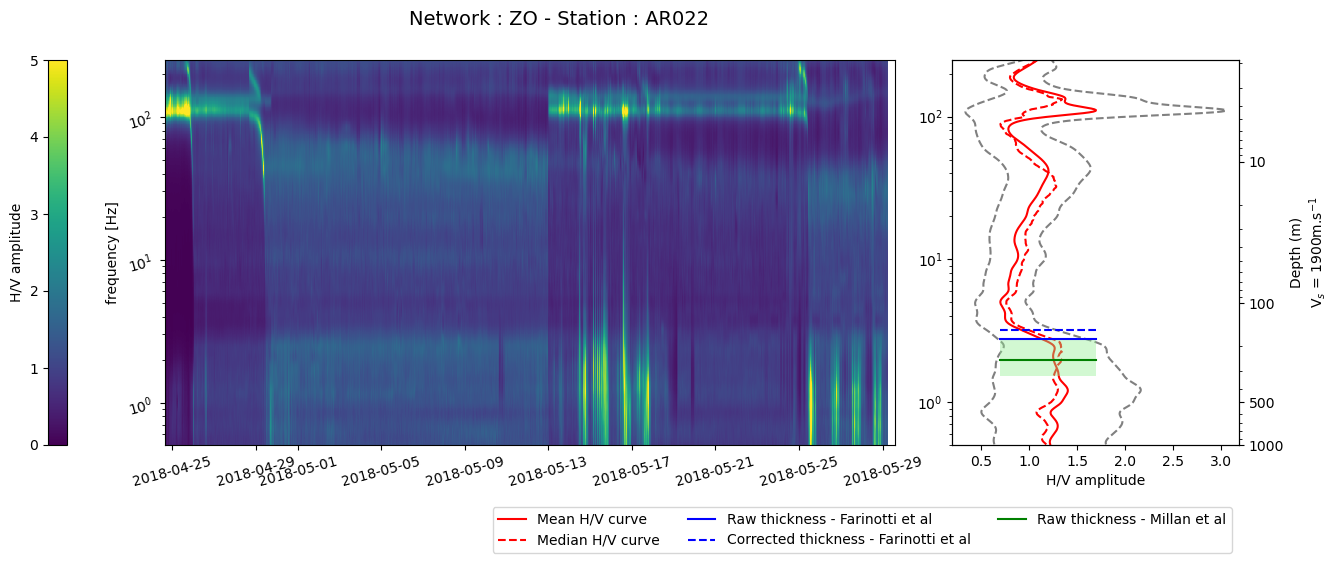 Network : ZO - Station : AR022
5
4
3
2
1
0
H/V amplitude
frequency [Hz]
10²
10¹
10⁰
2018-04-25
2018-04-29
2018-05-01
2018-05-05
2018-05-09
2018-05-13
2018-05-17
2018-05-21
2018-05-25
2018-05-29
10²
10¹
10⁰
0.5
1.0
1.5
2.0
2.5
3.0
H/V amplitude
10
100
500
1000
Depth (m)
Vₛ = 1900m.s⁻¹
Mean H/V curve
Median H/V curve
Raw thickness - Farinotti et al
Corrected thickness - Farinotti et al
Raw thickness - Millan et al